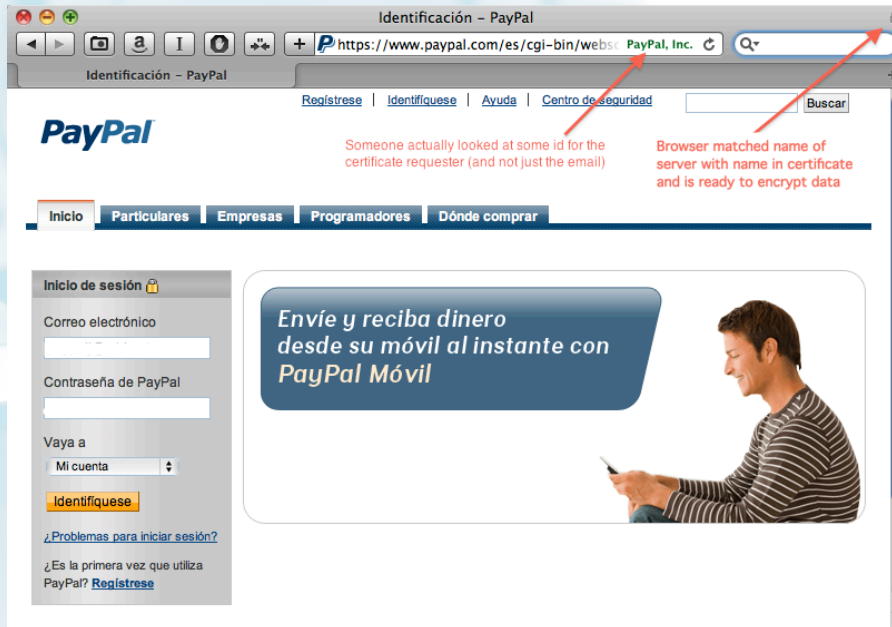 Identificación – PayPal
https://www.paypal.com/es/cgi-bin/websc PayPal, Inc.
Identificación – PayPal
Regístrese | Identifíquese | Ayuda | Centro de seguridad
Buscar
PayPal
Someone actually looked at some id for the
certificate requester (and not just the email)
Browser matched name of
server with name in certificate
and is ready to encrypt data
Inicio Particulares Empresas Programadores Dónde comprar
Inicio de sesión
Correo electrónico
Contraseña de PayPal
Vaya a
Mi cuenta
Identifíquese
¿Problemas para iniciar sesión?
¿Es la primera vez que utiliza
PayPal? Regístrese
Envíe y reciba dinero
desde su móvil al instante con
PayPal Móvil